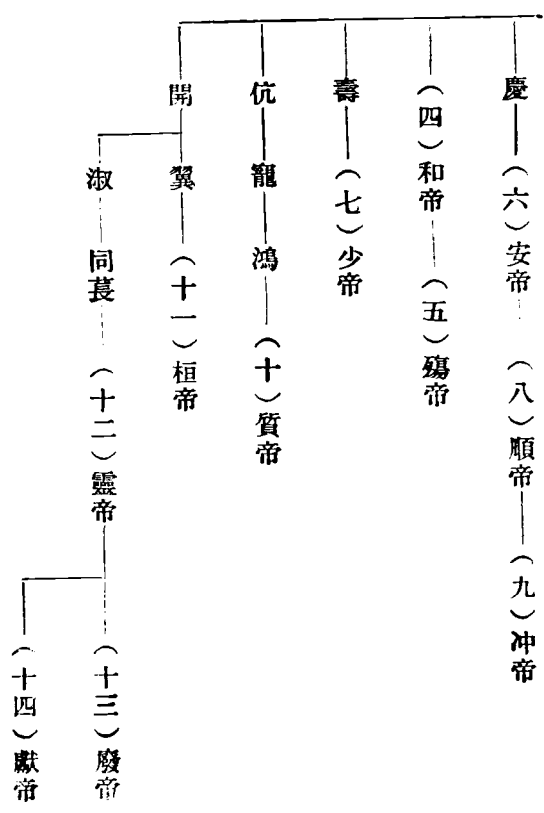 慶（六）安帝（八）順帝（九）冲帝
（四）和帝（五）殤帝
壽（七）少帝
伉寵鴻（十）質帝
開翼（十一）桓帝
淑同萇（十二）靈帝（十三）廢帝
（十四）獻帝